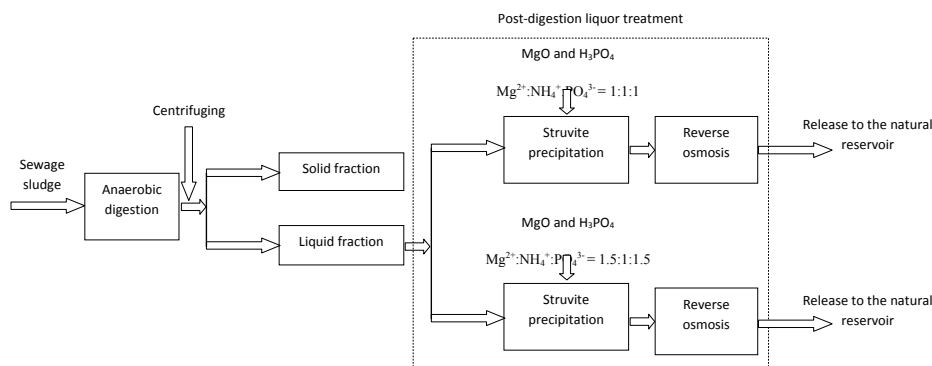 Post-digestion liquor treatment
MgO and H₃PO₄
Mg²⁺:NH₄⁺:PO₄³⁻ = 1:1:1
Centrifuging
Struvite
precipitation
Reverse
osmosis
Release to the natural
reservoir
Sewage
sludge
Anaerobic
digestion
Solid fraction
Liquid fraction
MgO and H₃PO₄
Mg²⁺:NH₄⁺:PO₄³⁻ = 1.5:1:1.5
Struvite
precipitation
Reverse
osmosis
Release to the natural
reservoir